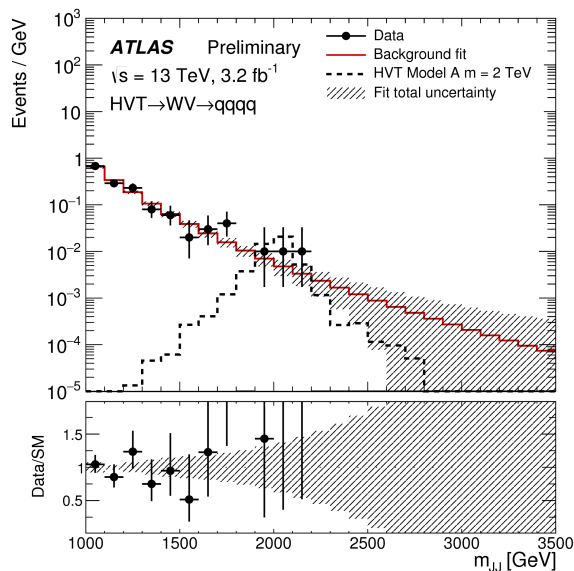 ATLAS Preliminary
√s = 13 TeV, 3.2 fb⁻¹
HVT→WV→qqqq
Data
Background fit
HVT Model A m = 2 TeV
Fit total uncertainty
Events / GeV
10³
10²
10
1
10⁻¹
10⁻²
10⁻³
10⁻⁴
10⁻⁵
Data/SM
1.5
1
0.5
1000 1500 2000 2500 3000 3500
m_JJ [GeV]